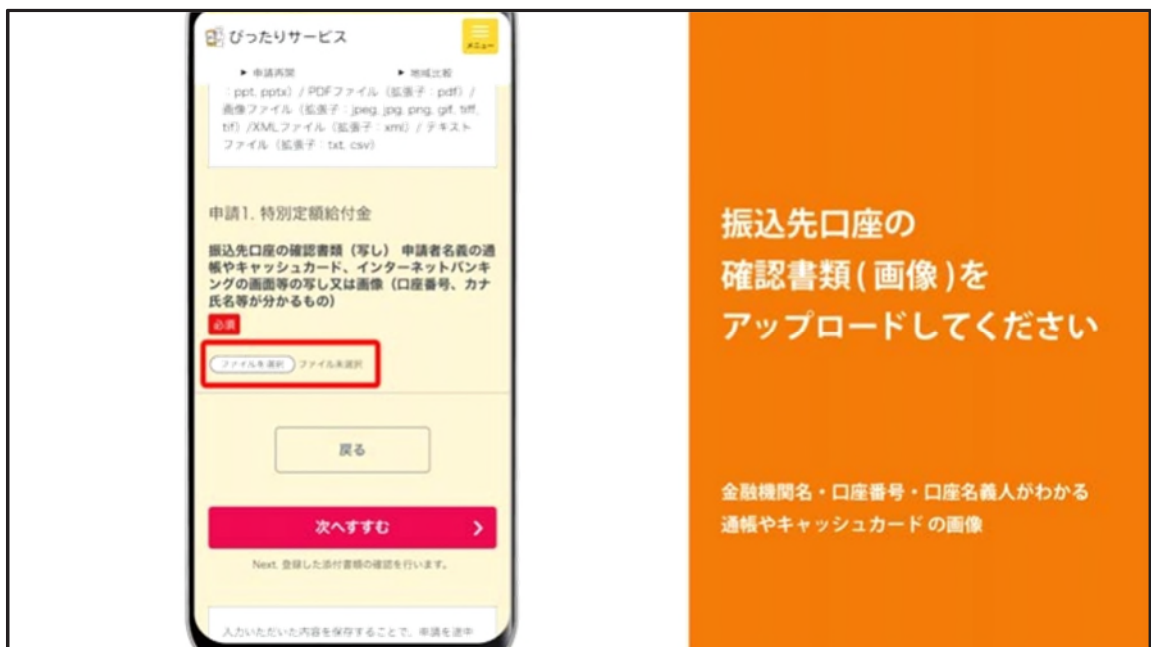 ぴったりサービス
メニュー
▶ 申請再開
▶ 地域比較
: ppt, pptx) / PDFファイル(拡張子:pdf) /
画像ファイル(拡張子:jpeg, jpg, png, gif, tiff,
tif) /XMLファイル(拡張子:xml) / テキスト
ファイル(拡張子:txt, csv)
申請1. 特別定額給付金
振込先口座の確認書類(写し) 申請者名義の通
帳やキャッシュカード、インターネットバンキ
ングの画面等の写し又は画像(口座番号、カナ
氏名等が分かるもの)
必須
ファイルを選択 ファイル未選択
戻る
次へすすむ
Next. 登録した添付書類の確認を行います。
入力いただいた内容を保存することで、申請を途中
振込先口座の
確認書類(画像)を
アップロードしてください
金融機関名・口座番号・口座名義人がわかる
通帳やキャッシュカードの画像